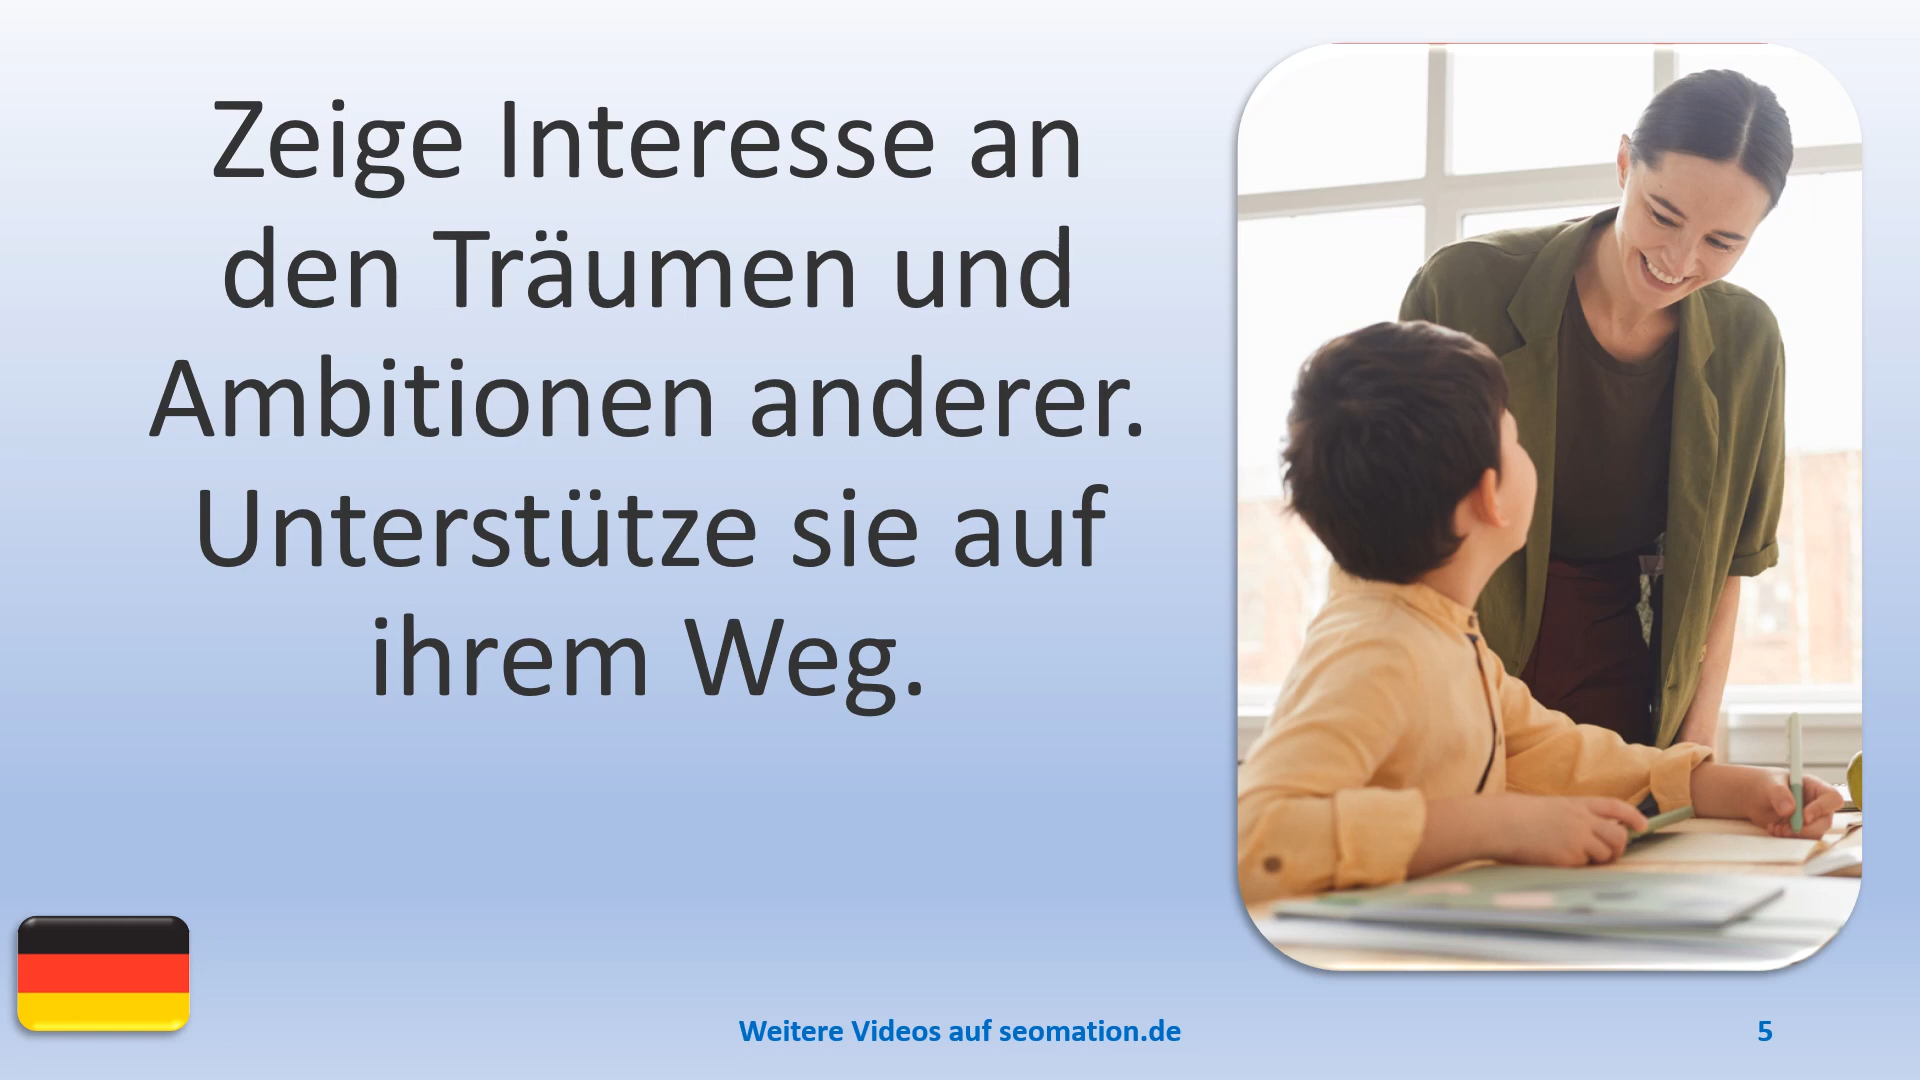 Zeige Interesse an
den Träumen und
Ambitionen anderer.
Unterstütze sie auf
ihrem Weg.
Weitere Videos auf seomation.de
5